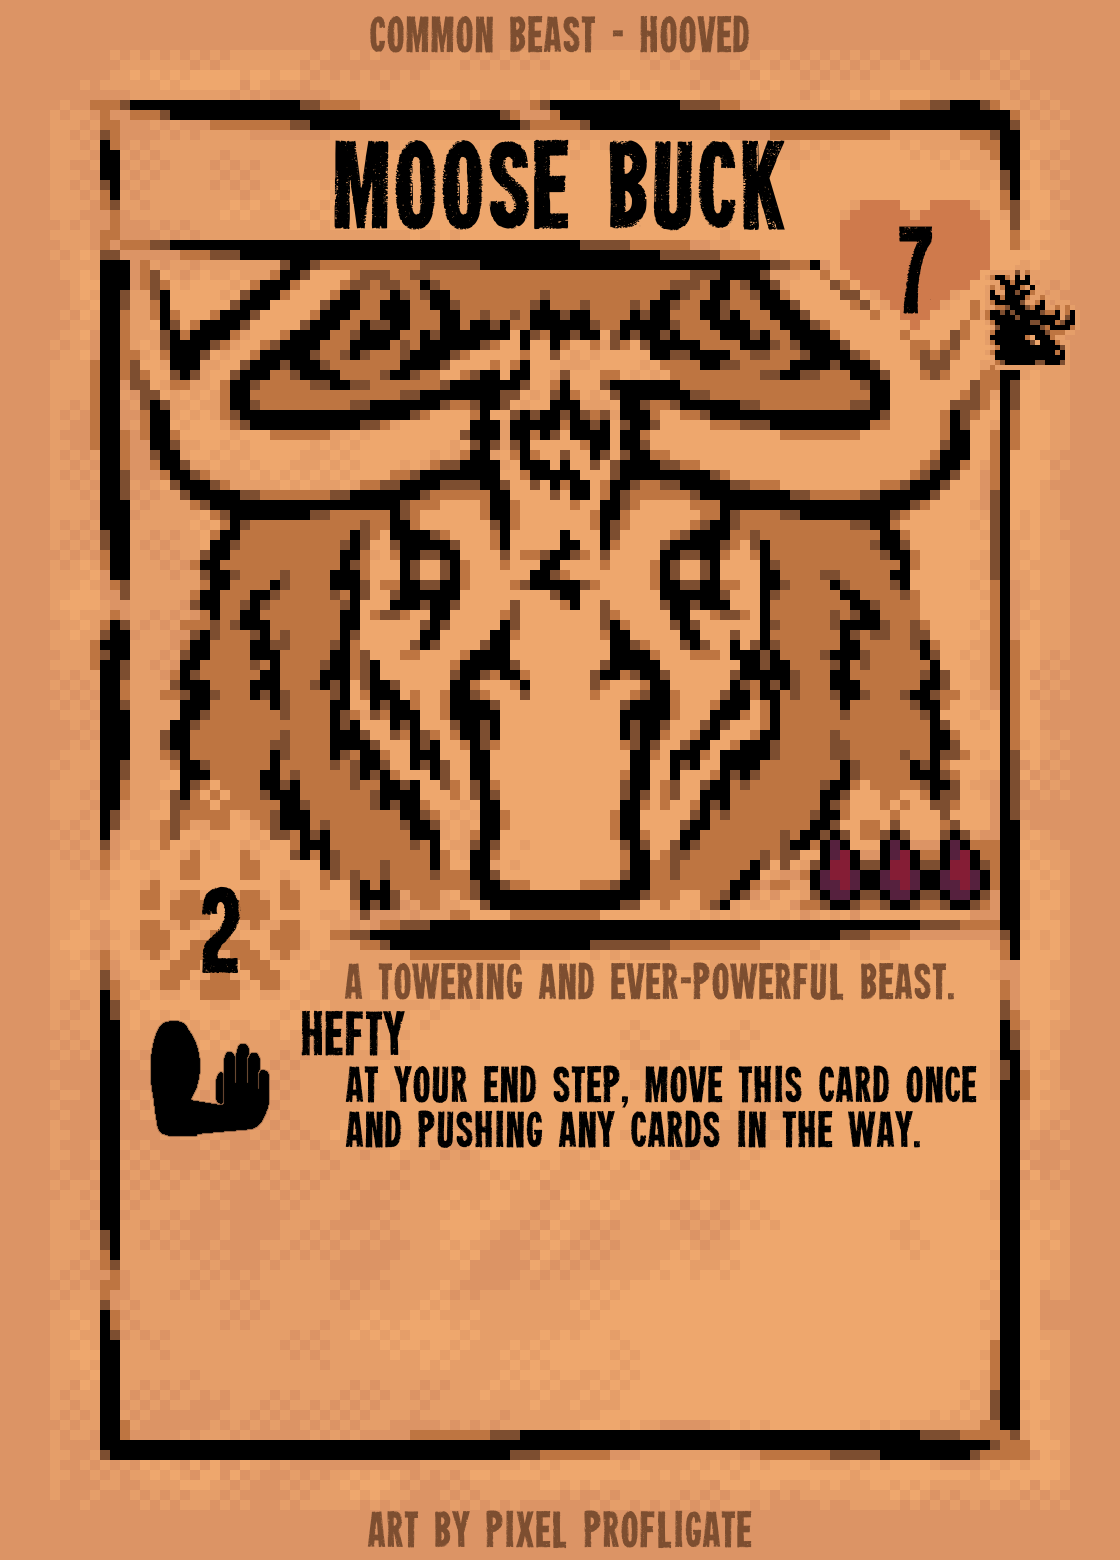 COMMON BEAST - HOOVED
MOOSE BUCK
7
2
A TOWERING AND EVER-POWERFUL BEAST.
HEFTY
AT YOUR END STEP, MOVE THIS CARD ONCE
AND PUSHING ANY CARDS IN THE WAY.
ART BY PIXEL PROFLIGATE